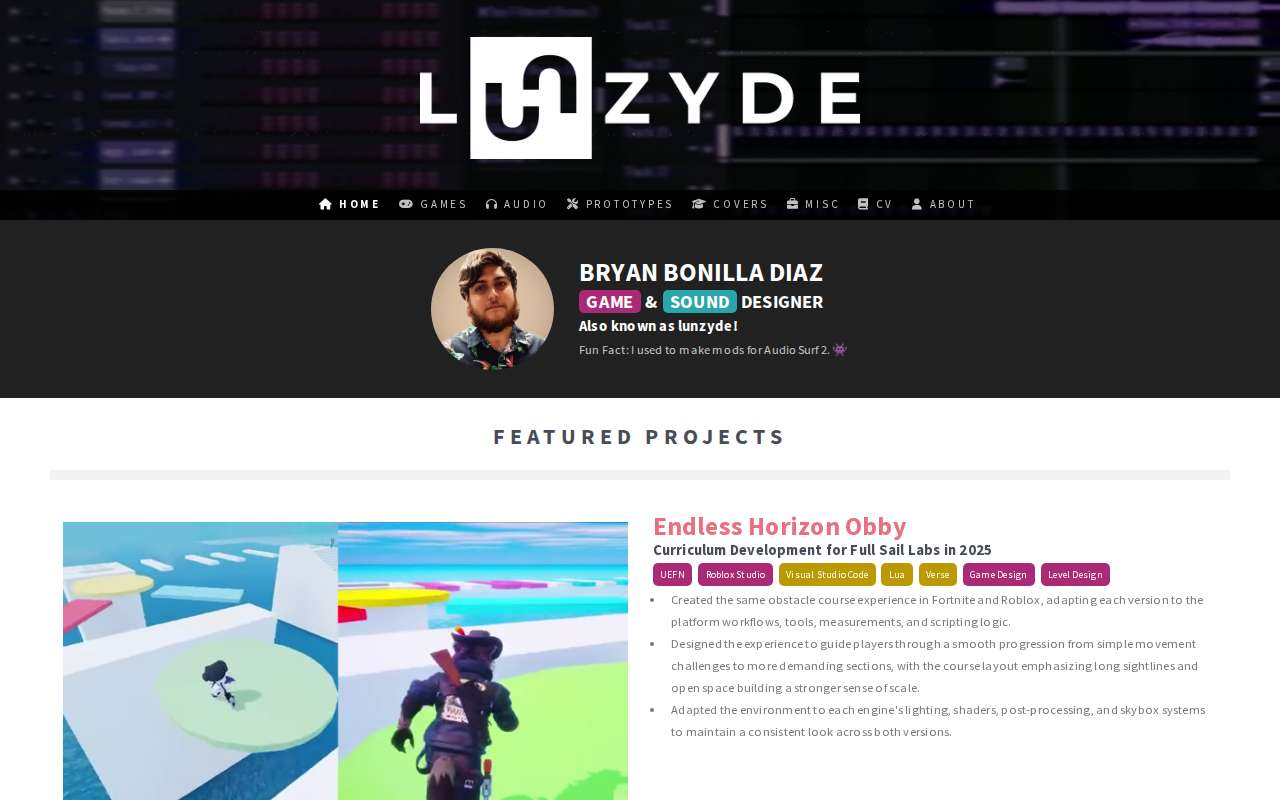 LUNZYDE
HOME GAMES AUDIO PROTOTYPES COVERS MISC CV ABOUT
BRYAN BONILLA DIAZ
GAME & SOUND DESIGNER
Also known as lunzyde!
Fun Fact: I used to make mods for Audio Surf 2. 👾
FEATURED PROJECTS
Endless Horizon Obby
Curriculum Development for Full Sail Labs in 2025
UEFN Roblox Studio Visual Studio Code Lua Verse Game Design Level Design
• Created the same obstacle course experience in Fortnite and Roblox, adapting each version to the
platform workflows, tools, measurements, and scripting logic.
• Designed the experience to guide players through a smooth progression from simple movement
challenges to more demanding sections, with the course layout emphasizing long sightlines and
open space building a stronger sense of scale.
• Adapted the environment to each engine's lighting, shaders, post-processing, and skybox systems
to maintain a consistent look across both versions.